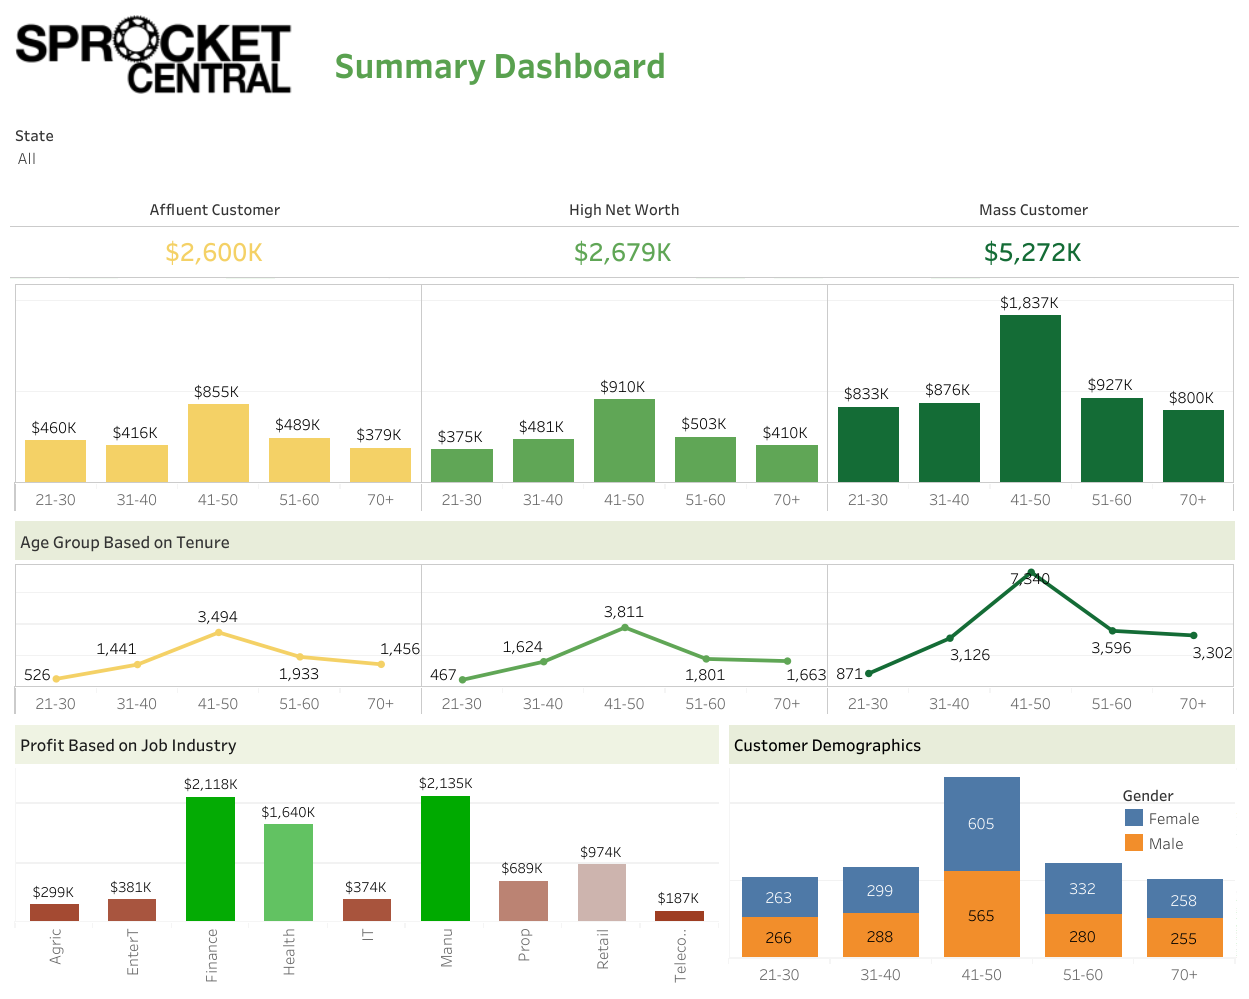 SPROCKET
CENTRAL
Summary Dashboard
State
All
Affluent Customer High Net Worth Mass Customer
$2,600K $2,679K $5,272K
$460K $416K $855K $489K $379K $375K $481K $910K $503K $410K $833K $876K $1,837K $927K $800K
21-30 31-40 41-50 51-60 70+ 21-30 31-40 41-50 51-60 70+ 21-30 31-40 41-50 51-60 70+
Age Group Based on Tenure
526 1,441 3,494 1,933 1,456 467 1,624 3,811 1,801 1,663 871 3,126 7,340 3,596 3,302
21-30 31-40 41-50 51-60 70+ 21-30 31-40 41-50 51-60 70+ 21-30 31-40 41-50 51-60 70+
Profit Based on Job Industry
$299K $381K $2,118K $1,640K $374K $2,135K $689K $974K $187K
Agric EnterT Finance Health IT Manu Prop Retail Teleco..
Customer Demographics
Gender
Female
Male
263 299 605 332 258
266 288 565 280 255
21-30 31-40 41-50 51-60 70+